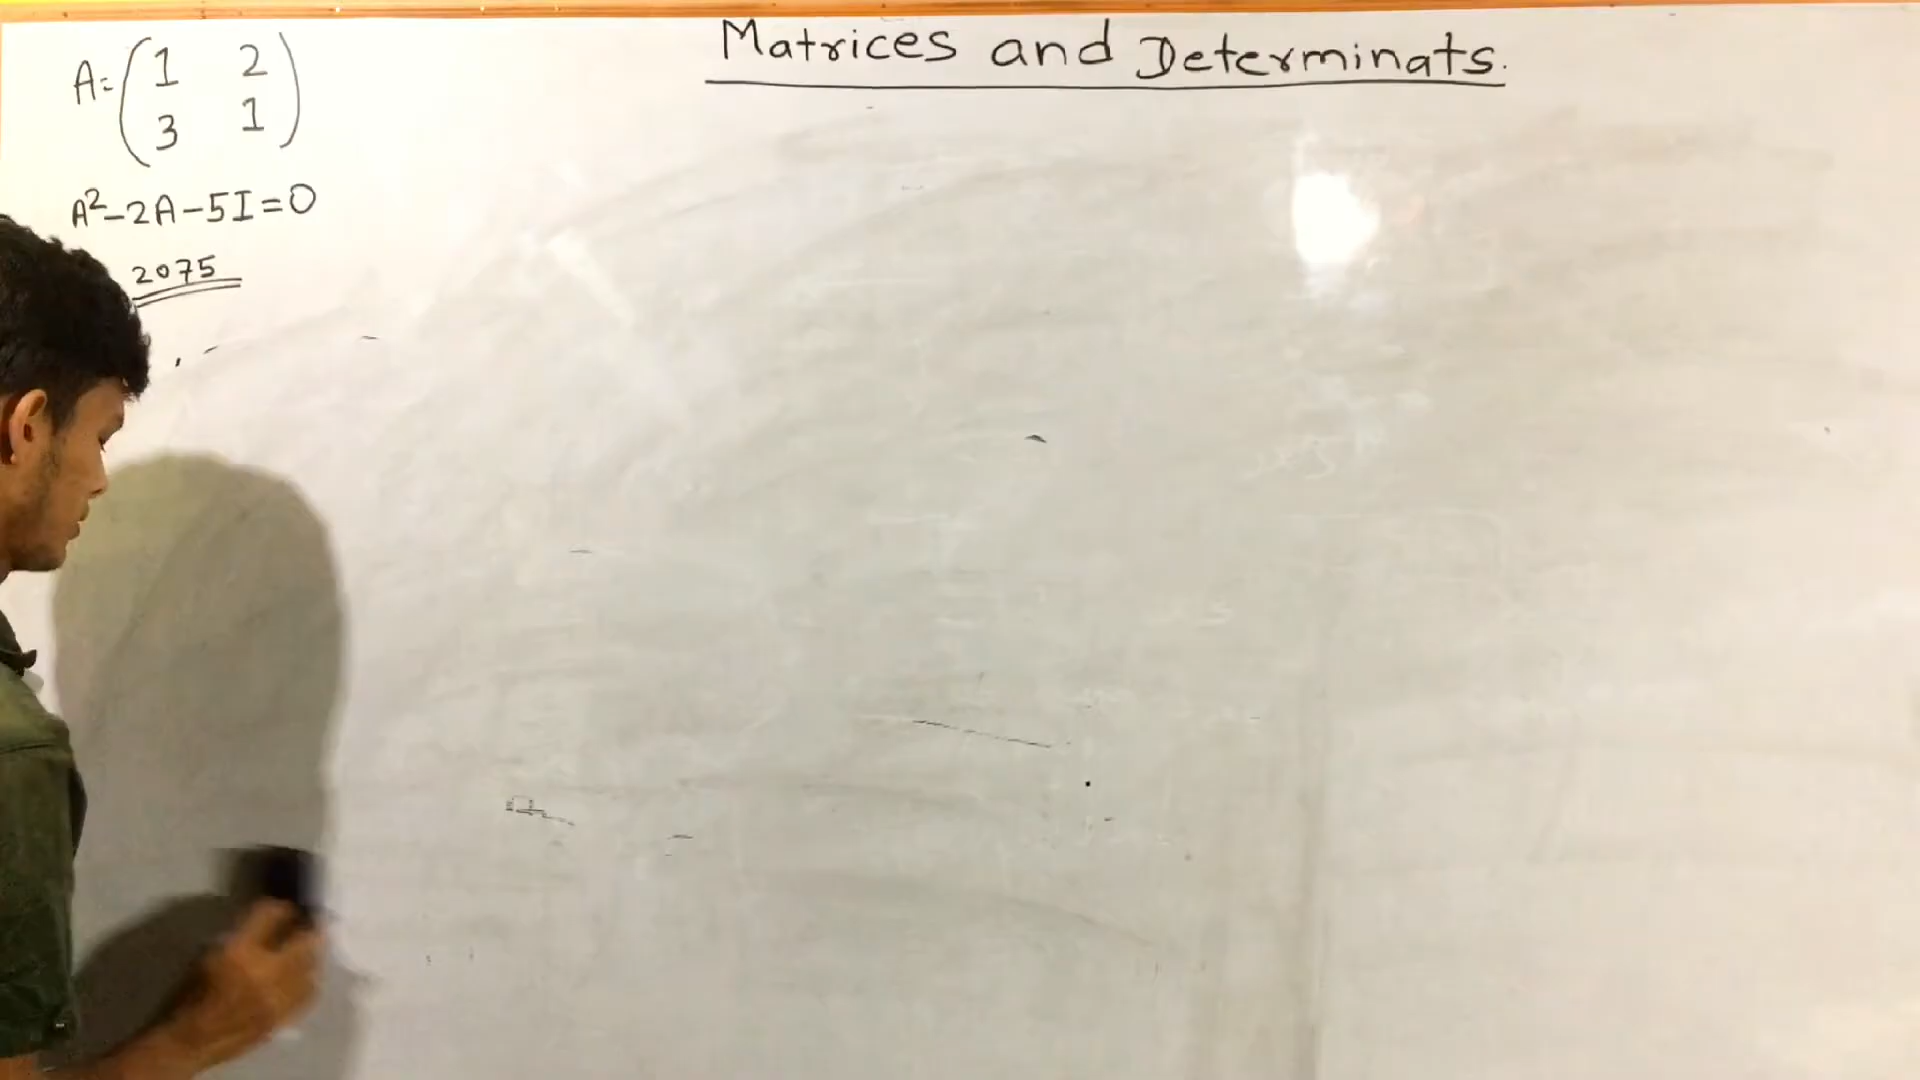 Matrices and Determinats.
A= ( 1 2
3 1 )
A²-2A-5I=0
2075